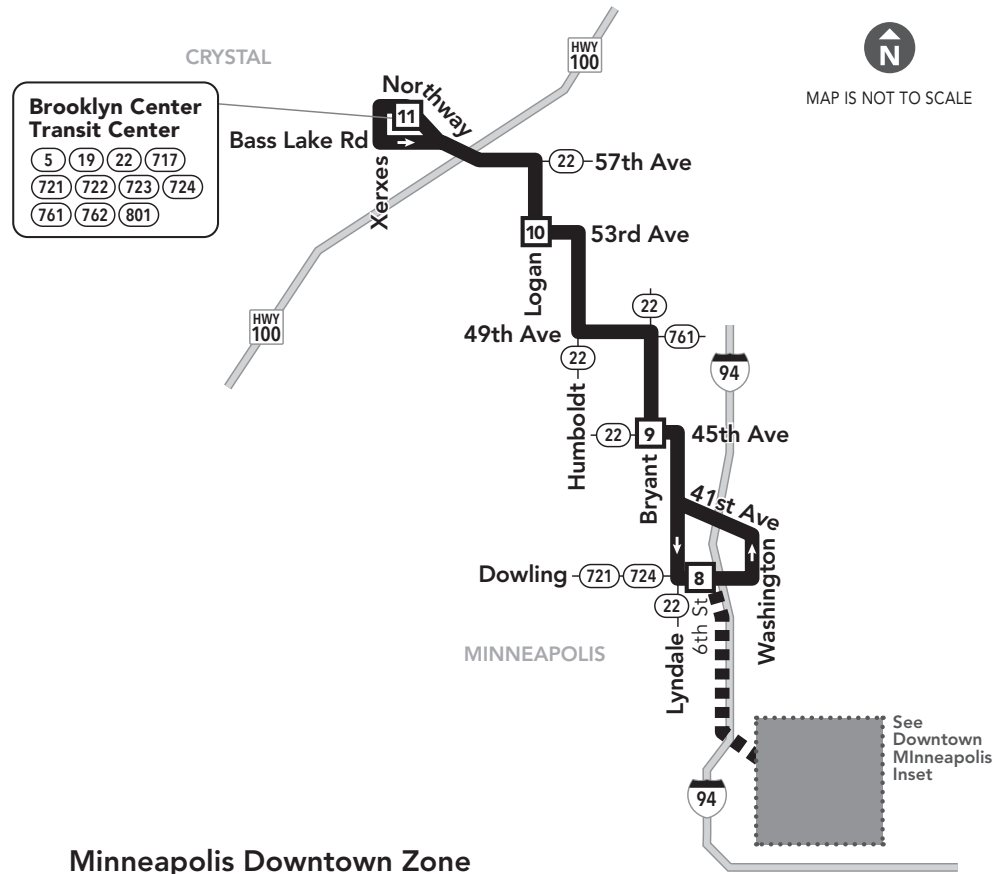 CRYSTAL
HWY
100
N
MAP IS NOT TO SCALE
Brooklyn Center
Transit Center
5 19 22 717
721 722 723 724
761 762 801
Northway
11
Bass Lake Rd
Xerxes
22
57th Ave
10
53rd Ave
Logan
HWY
100
22
49th Ave
761
22
94
Humboldt
22
9
45th Ave
Bryant
41st Ave
Dowling
721
724
8
22
6th St
Washington
Lyndale
MINNEAPOLIS
See
Downtown
MInneapolis
Inset
94
Minneapolis Downtown Zone